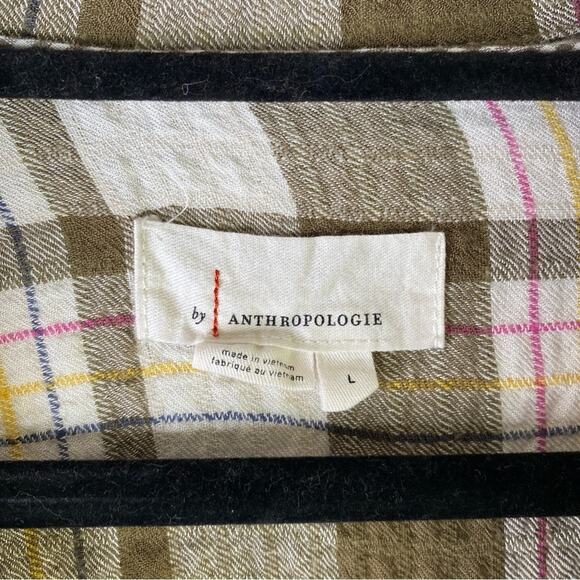 by ANTHROPOLOGIE
made in vietnam
fabriqué au vietnam
L